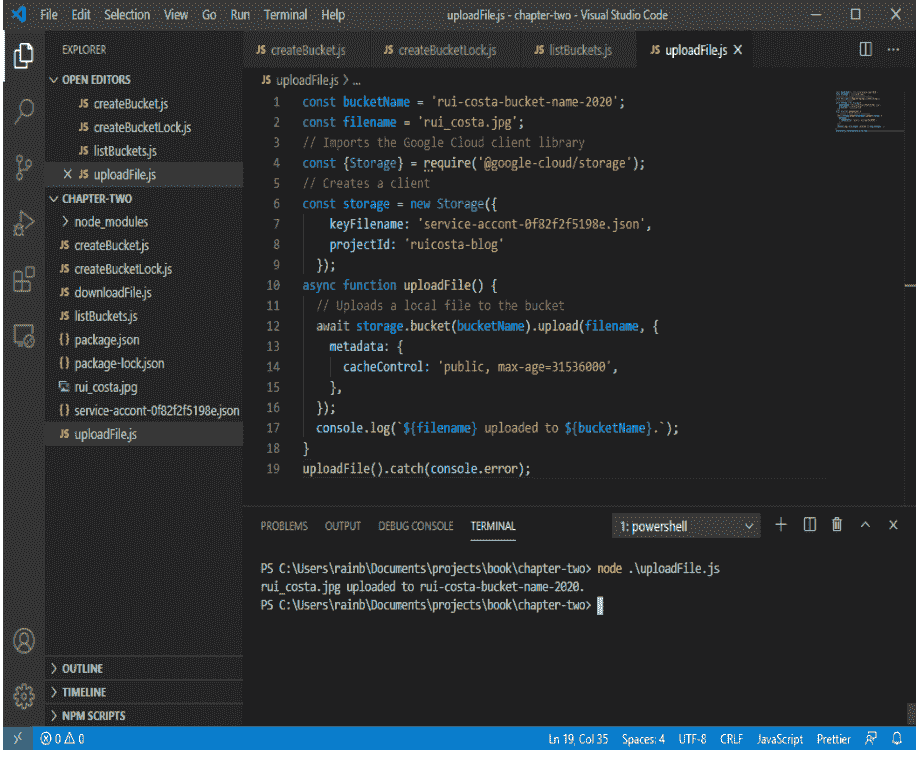 File Edit Selection View Go Run Terminal Help uploadFile.js - chapter-two - Visual Studio Code
EXPLORER
OPEN EDITORS
JS createBucket.js
JS createBucketLock.js
JS listBuckets.js
X JS uploadFile.js
CHAPTER-TWO
> node_modules
JS createBucket.js
JS createBucketLock.js
JS downloadFile.js
JS listBuckets.js
{} package.json
{} package-lock.json
rui_costa.jpg
{} service-accont-0f82f2f5198e.json
JS uploadFile.js
> OUTLINE
> TIMELINE
> NPM SCRIPTS
JS createBucket.js JS createBucketLock.js JS listBuckets.js JS uploadFile.js X
JS uploadFile.js > ...
1 const bucketName = 'rui-costa-bucket-name-2020';
2 const filename = 'rui_costa.jpg';
3 // Imports the Google Cloud client library
4 const {Storage} = require('@google-cloud/storage');
5 // Creates a client
6 const storage = new Storage({
7 keyFilename: 'service-accont-0f82f2f5198e.json',
8 projectId: 'ruicosta-blog'
9 });
10 async function uploadFile() {
11 // Uploads a local file to the bucket
12 await storage.bucket(bucketName).upload(filename, {
13 metadata: {
14 cacheControl: 'public, max-age=31536000',
15 },
16 });
17 console.log(`${filename} uploaded to ${bucketName}.`);
18 }
19 uploadFile().catch(console.error);
PROBLEMS OUTPUT DEBUG CONSOLE TERMINAL 1: powershell
PS C:\Users\rainb\Documents\projects\book\chapter-two> node .\uploadFile.js
rui_costa.jpg uploaded to rui-costa-bucket-name-2020.
PS C:\Users\rainb\Documents\projects\book\chapter-two>
0 0 Ln 19, Col 35 Spaces: 4 UTF-8 CRLF JavaScript Prettier